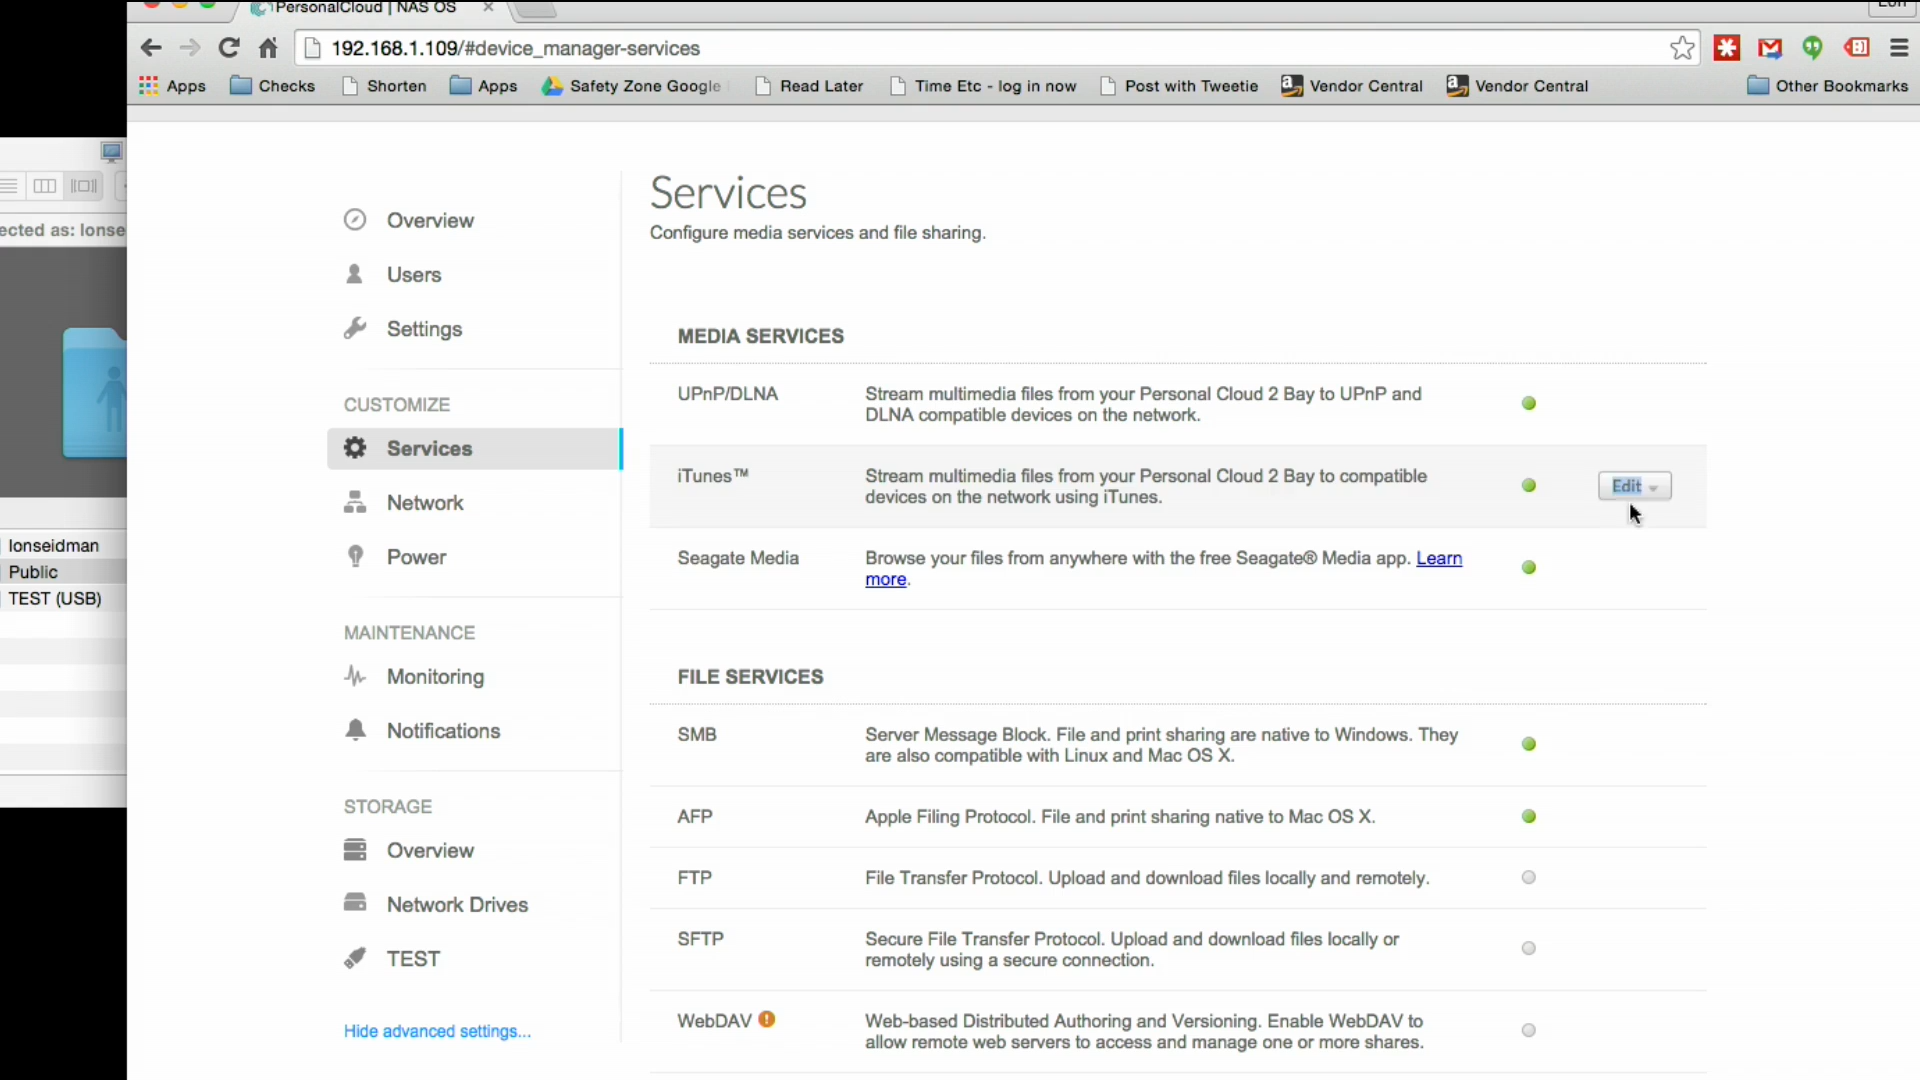 PersonalCloud | NAS OS
192.168.1.109/#device_manager-services
Apps
Checks
Shorten
Apps
Safety Zone Google
Read Later
Time Etc - log in now
Post with Tweetie
Vendor Central
Vendor Central
Other Bookmarks
ected as: lonse
lonseidman
Public
TEST (USB)
Overview
Users
Settings
CUSTOMIZE
Services
Network
Power
MAINTENANCE
Monitoring
Notifications
STORAGE
Overview
Network Drives
TEST
Hide advanced settings...
Services
Configure media services and file sharing.
MEDIA SERVICES
UPnP/DLNA
Stream multimedia files from your Personal Cloud 2 Bay to UPnP and
DLNA compatible devices on the network.
iTunes™
Stream multimedia files from your Personal Cloud 2 Bay to compatible
devices on the network using iTunes.
Edit
Seagate Media
Browse your files from anywhere with the free Seagate® Media app. Learn
more.
FILE SERVICES
SMB
Server Message Block. File and print sharing are native to Windows. They
are also compatible with Linux and Mac OS X.
AFP
Apple Filing Protocol. File and print sharing native to Mac OS X.
FTP
File Transfer Protocol. Upload and download files locally and remotely.
SFTP
Secure File Transfer Protocol. Upload and download files locally or
remotely using a secure connection.
WebDAV
Web-based Distributed Authoring and Versioning. Enable WebDAV to
allow remote web servers to access and manage one or more shares.